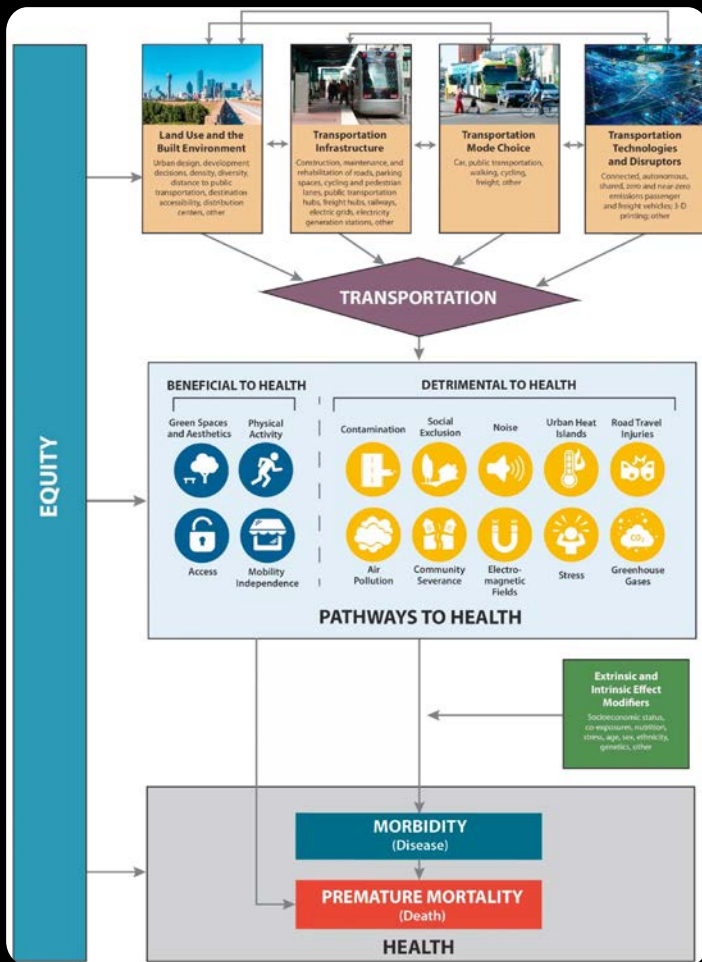 EQUITY
Land Use and the
Built Environment
Urban design, development
decisions, density, diversity,
distance to public
transportation, destination
accessibility, distribution
centers, other
Transportation
Infrastructure
Construction, maintenance, and
rehabilitation of roads, parking
spaces, cycling and pedestrian
lanes, public transportation
hubs, freight hubs, railways,
electric grids, electricity
generation stations, other
Transportation
Mode Choice
Car, public transportation,
walking, cycling,
freight, other
Transportation
Technologies
and Disruptors
Connected, autonomous,
shared, zero and near-zero
emissions passenger
and freight vehicles; 3-D
printing; other
TRANSPORTATION
BENEFICIAL TO HEALTH
Green Spaces
and Aesthetics
Physical
Activity
Access
Mobility
Independence
DETRIMENTAL TO HEALTH
Contamination
Social
Exclusion
Noise
Urban Heat
Islands
Road Travel
Injuries
CO₂
Air
Pollution
Community
Severance
Electro-
magnetic
Fields
Stress
Greenhouse
Gases
PATHWAYS TO HEALTH
Extrinsic and
Intrinsic Effect
Modifiers
Socioeconomic status,
co-exposures, nutrition,
stress, age, sex, ethnicity,
genetics, other
MORBIDITY
(Disease)
PREMATURE MORTALITY
(Death)
HEALTH